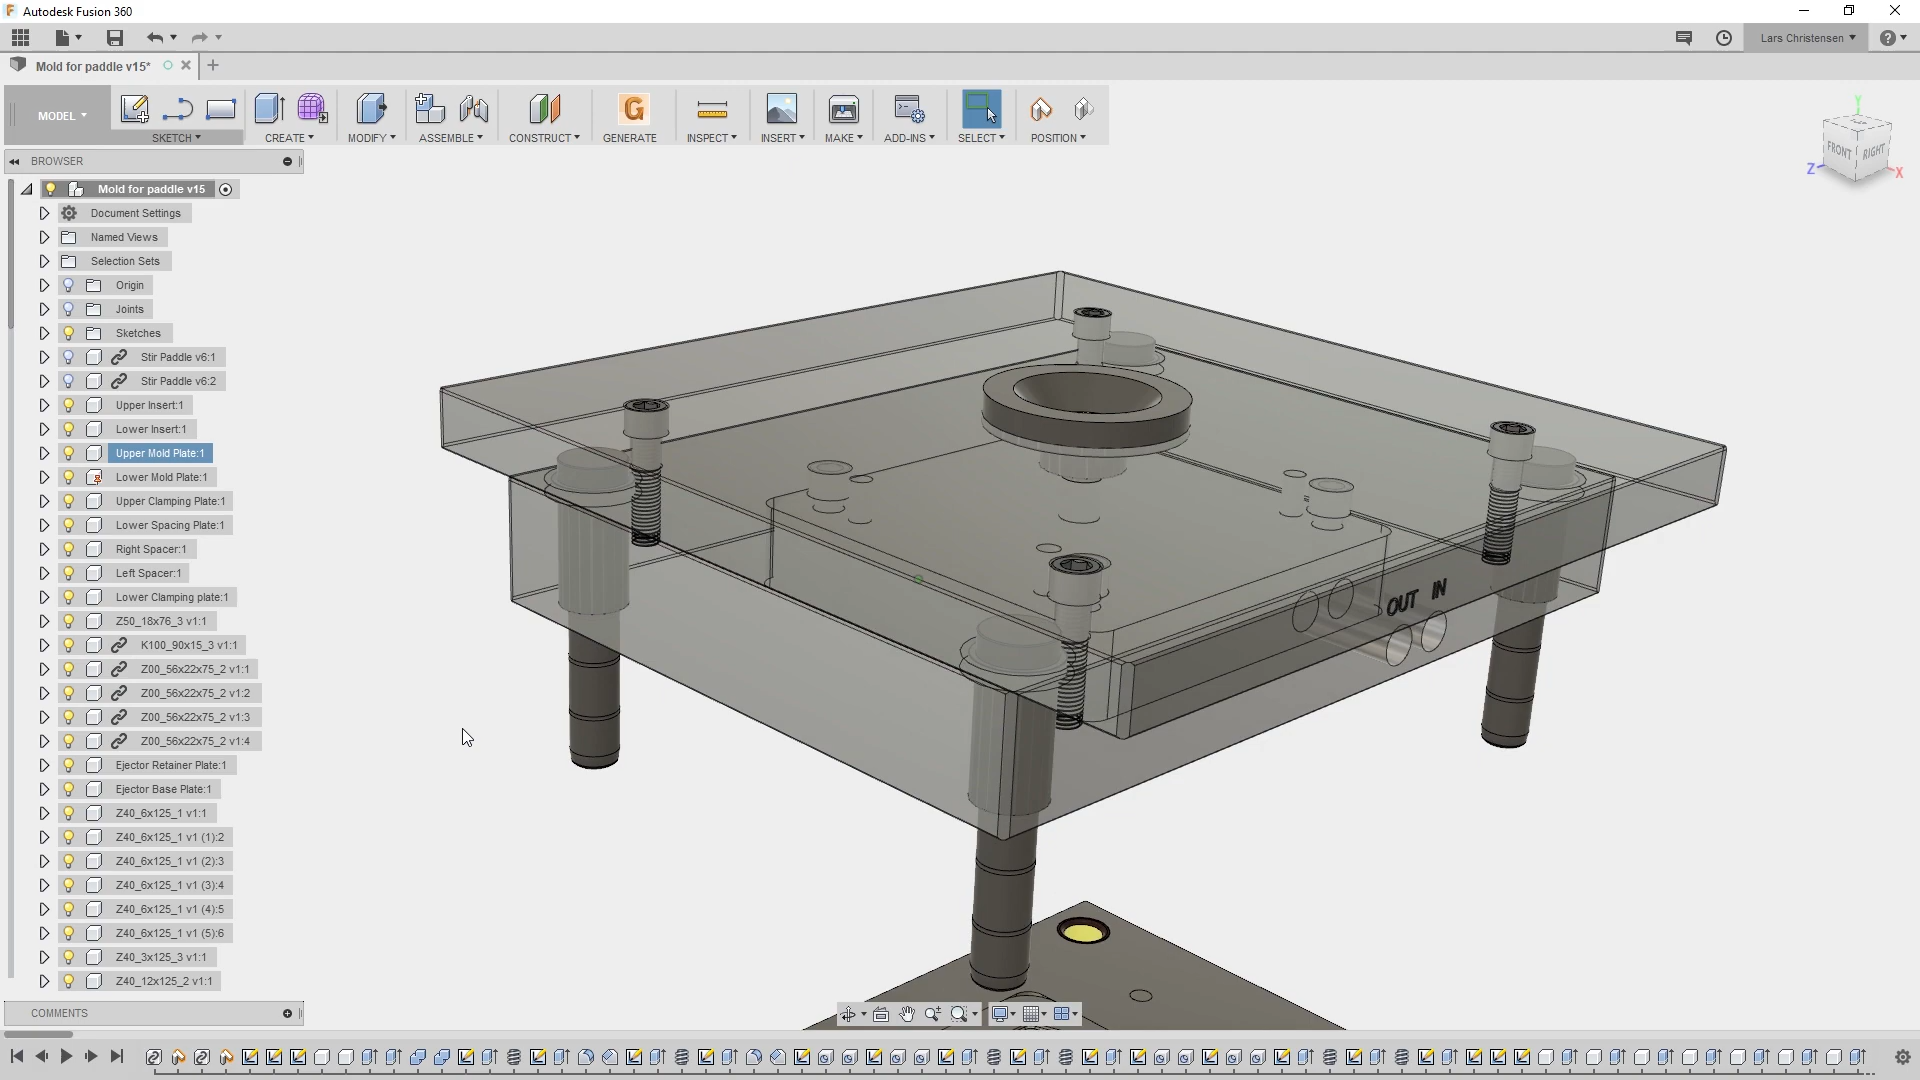 Autodesk Fusion 360
Lars Christensen
Mold for paddle v15*
MODEL
SKETCH
CREATE
MODIFY
ASSEMBLE
CONSTRUCT
GENERATE
INSPECT
INSERT
MAKE
ADD-INS
SELECT
POSITION
Y
FRONT
RIGHT
Z
X
BROWSER
Mold for paddle v15
Document Settings
Named Views
Selection Sets
Origin
Joints
Sketches
Stir Paddle v6:1
Stir Paddle v6:2
Upper Insert:1
Lower Insert:1
Upper Mold Plate:1
Lower Mold Plate:1
Upper Clamping Plate:1
Lower Spacing Plate:1
Right Spacer:1
Left Spacer:1
Lower Clamping plate:1
Z50_18x76_3 v1:1
K100_90x15_3 v1:1
Z00_56x22x75_2 v1:1
Z00_56x22x75_2 v1:2
Z00_56x22x75_2 v1:3
Z00_56x22x75_2 v1:4
Ejector Retainer Plate:1
Ejector Base Plate:1
Z40_6x125_1 v1:1
Z40_6x125_1 v1 (1):2
Z40_6x125_1 v1 (2):3
Z40_6x125_1 v1 (3):4
Z40_6x125_1 v1 (4):5
Z40_6x125_1 v1 (5):6
Z40_3x125_3 v1:1
Z40_12x125_2 v1:1
OUT IN
COMMENTS